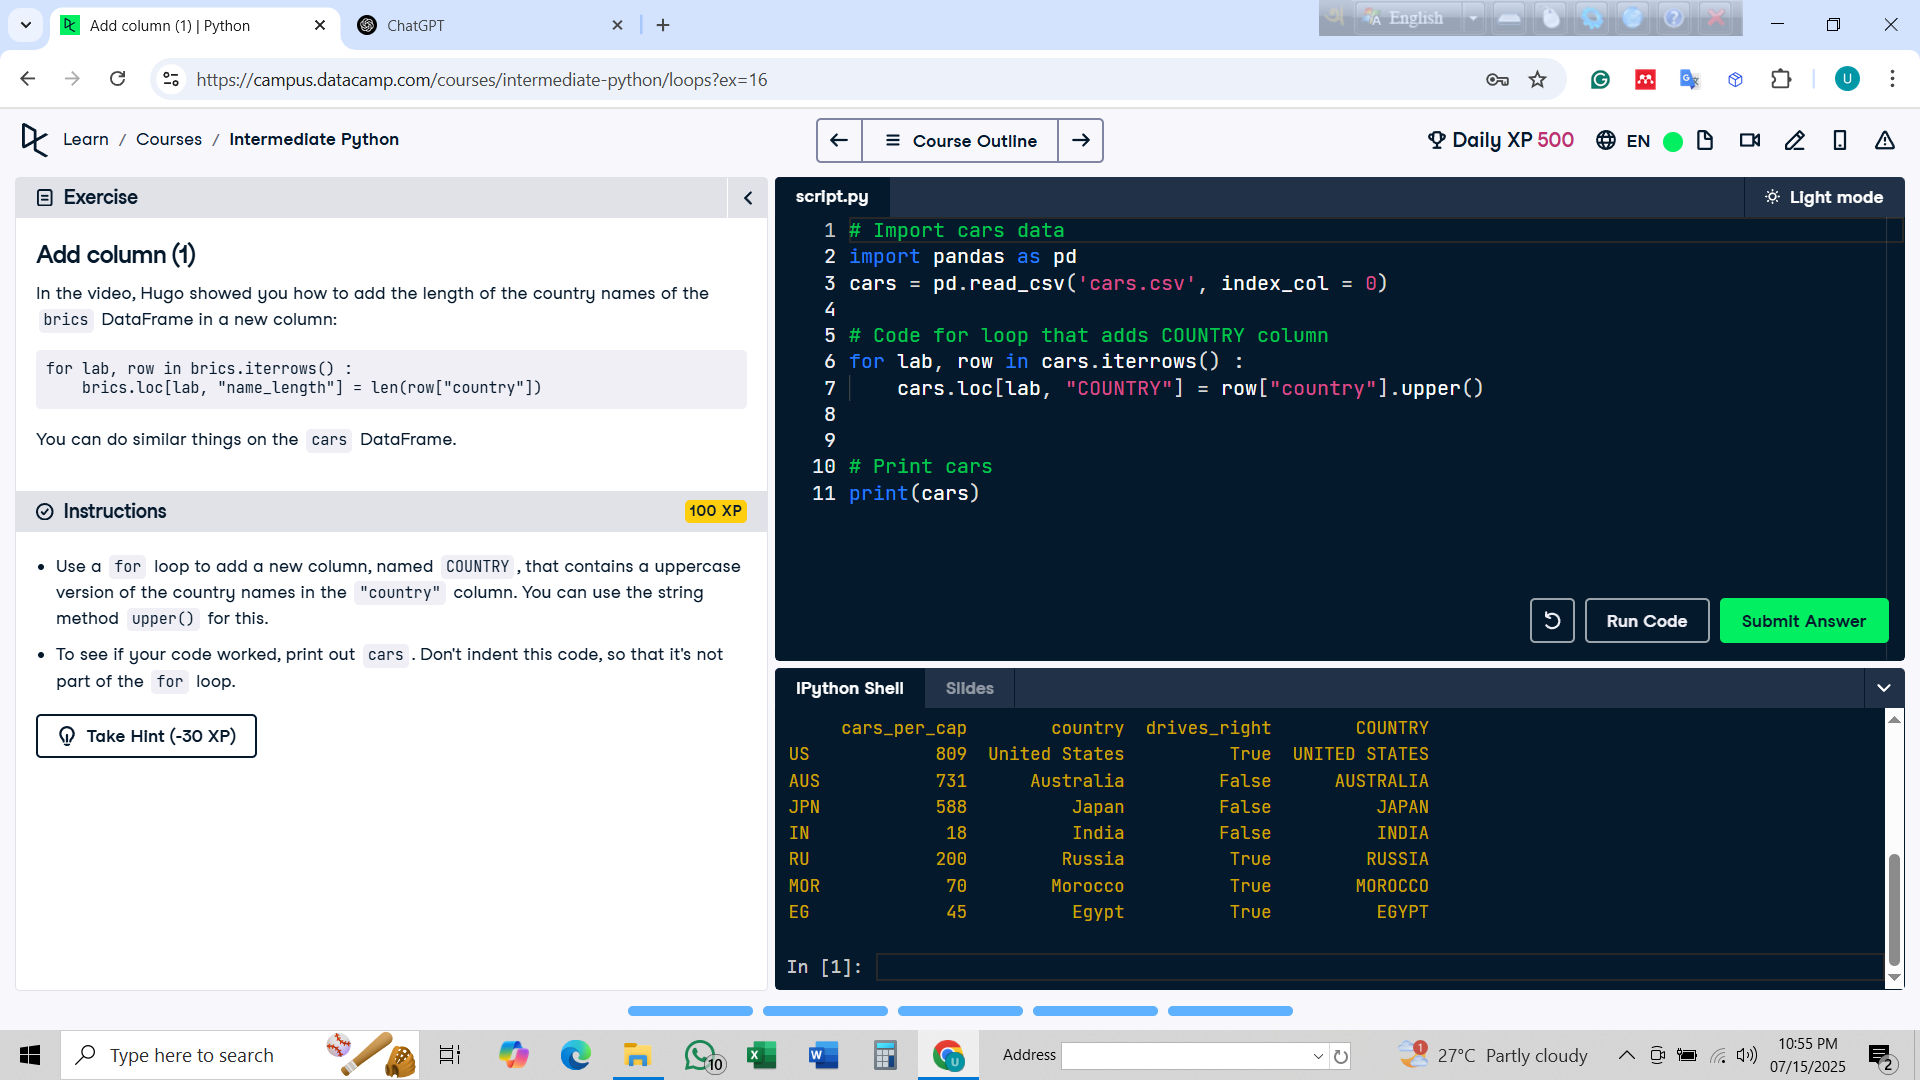 Add column (1) | Python
ChatGPT
English
https://campus.datacamp.com/courses/intermediate-python/loops?ex=16
U
Learn / Courses / Intermediate Python
Course Outline
Daily XP 500
EN
Exercise
Add column (1)
In the video, Hugo showed you how to add the length of the country names of the
brics DataFrame in a new column:
for lab, row in brics.iterrows() :
    brics.loc[lab, "name_length"] = len(row["country"])
You can do similar things on the cars DataFrame.
Instructions
100 XP
• Use a for loop to add a new column, named COUNTRY, that contains a uppercase
version of the country names in the "country" column. You can use the string
method upper() for this.
• To see if your code worked, print out cars. Don't indent this code, so that it's not
part of the for loop.
Take Hint (-30 XP)
script.py
Light mode
1 # Import cars data
2 import pandas as pd
3 cars = pd.read_csv('cars.csv', index_col = 0)
4
5 # Code for loop that adds COUNTRY column
6 for lab, row in cars.iterrows() :
7     cars.loc[lab, "COUNTRY"] = row["country"].upper()
8
9
10 # Print cars
11 print(cars)
Run Code
Submit Answer
IPython Shell
Slides
cars_per_cap country drives_right COUNTRY
US 809 United States True UNITED STATES
AUS 731 Australia False AUSTRALIA
JPN 588 Japan False JAPAN
IN 18 India False INDIA
RU 200 Russia True RUSSIA
MOR 70 Morocco True MOROCCO
EG 45 Egypt True EGYPT
In [1]:
Type here to search
10
Address
1
27°C Partly cloudy
10:55 PM
07/15/2025
2